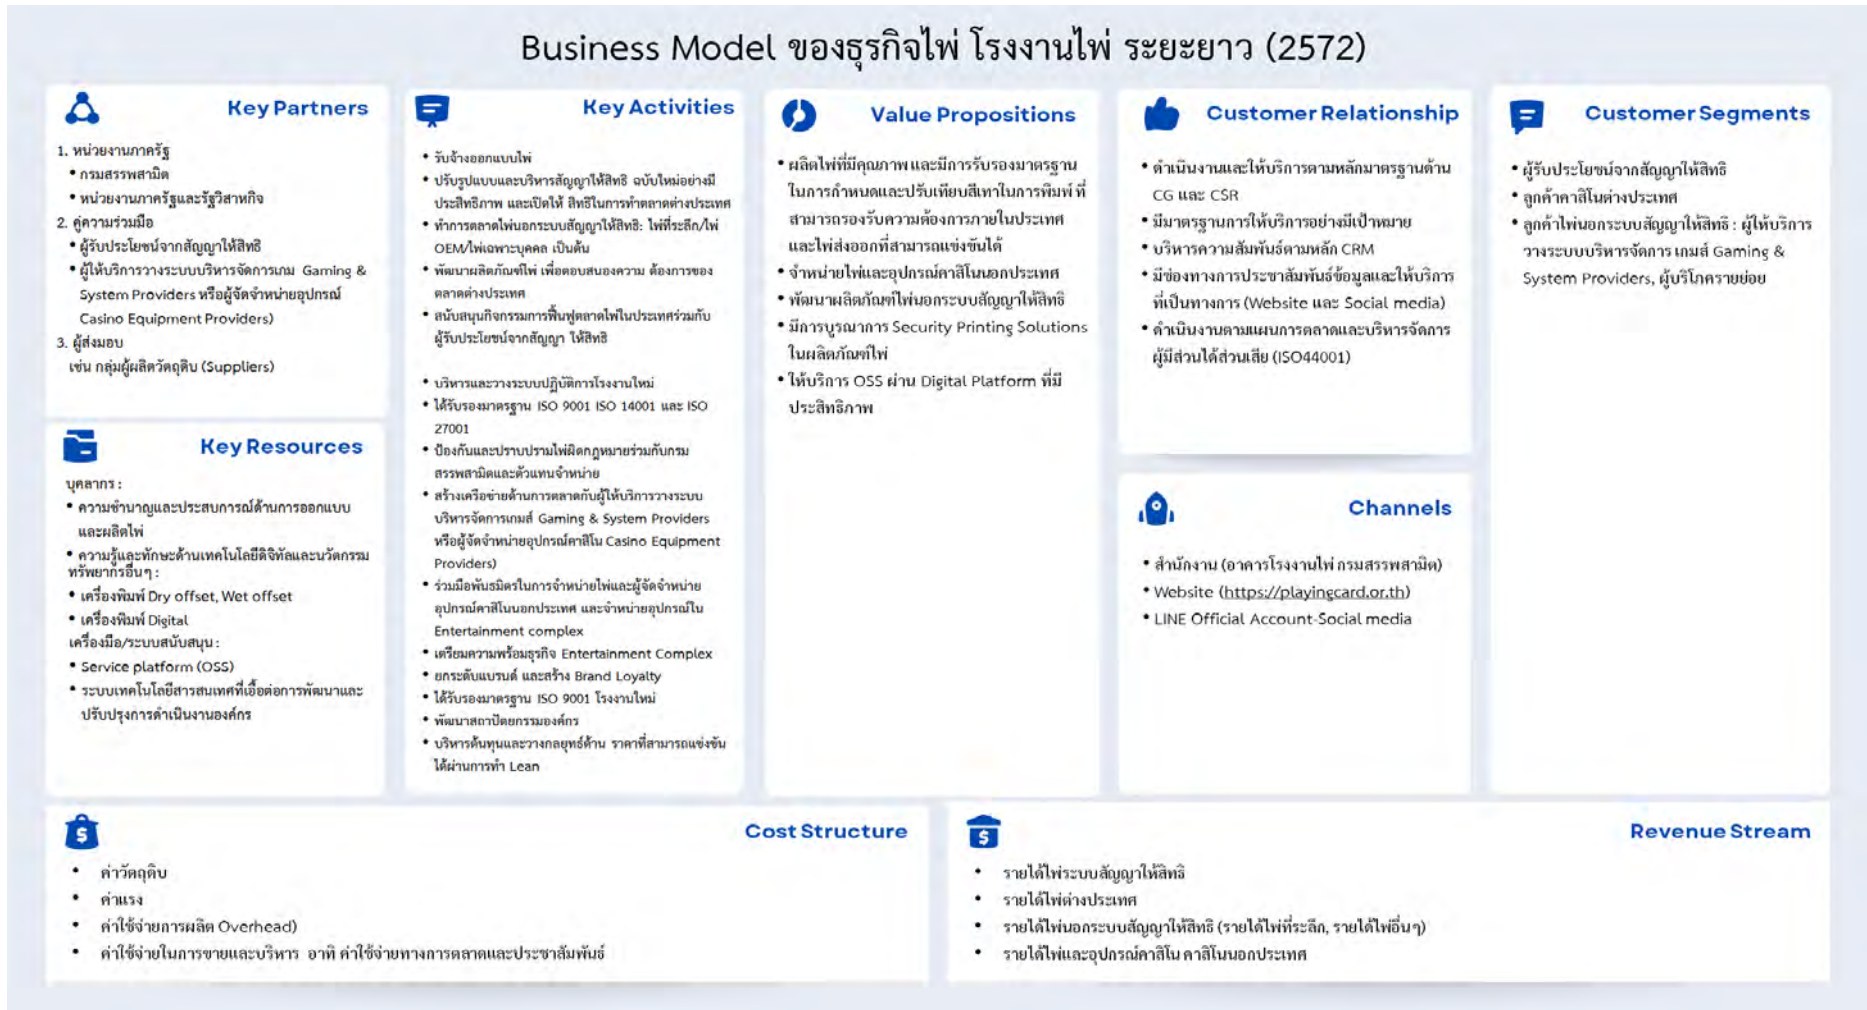 Business Model ของธุรกิจไพ่ โรงงานไพ่ ระยะยาว (2572)
Key Partners
1. หน่วยงานภาครัฐ
• กรมสรรพสามิต
• หน่วยงานภาครัฐและรัฐวิสาหกิจ
2. คู่ความร่วมมือ
• ผู้รับประโยชน์จากสัญญาให้สิทธิ
• ผู้ให้บริการวางระบบบริหารจัดการเกม Gaming &
System Providers หรือผู้จัดจำหน่ายอุปกรณ์
Casino Equipment Providers)
3. ผู้ส่งมอบ
เช่น กลุ่มผู้ผลิตวัตถุดิบ (Suppliers)
Key Resources
บุคลากร :
• ความชำนาญและประสบการณ์ด้านการออกแบบ
และผลิตไพ่
• ความรู้และทักษะด้านเทคโนโลยีดิจิทัลและนวัตกรรม
ทรัพยากรอื่นๆ :
• เครื่องพิมพ์ Dry offset, Wet offset
• เครื่องพิมพ์ Digital
เครื่องมือ/ระบบสนับสนุน :
• Service platform (OSS)
• ระบบเทคโนโลยีสารสนเทศที่เอื้อต่อการพัฒนาและ
ปรับปรุงการดำเนินงานองค์กร
Key Activities
• รับจ้างออกแบบไพ่
• ปรับรูปแบบและบริหารสัญญาให้สิทธิ ฉบับใหม่อย่างมี
ประสิทธิภาพ และเปิดให้ สิทธิในการทำตลาดต่างประเทศ
• ทำการตลาดไพ่นอกระบบสัญญาให้สิทธิ: ไพ่ที่ระลึก/ไพ่
OEM/ไพ่เฉพาะบุคคล เป็นต้น
• พัฒนาผลิตภัณฑ์ไพ่ เพื่อตอบสนองความ ต้องการของ
ตลาดต่างประเทศ
• สนับสนุนกิจกรรมการฟื้นฟูตลาดไพ่ในประเทศร่วมกับ
ผู้รับประโยชน์จากสัญญา ให้สิทธิ
• บริหารและวางระบบปฏิบัติการโรงงานใหม่
• ได้รับรองมาตรฐาน ISO 9001 ISO 14001 และ ISO
27001
• ป้องกันและปราบปรามไพ่ผิดกฎหมายร่วมกับกรม
สรรพสามิตและตัวแทนจำหน่าย
• สร้างเครือข่ายด้านการตลาดกับผู้ให้บริการวางระบบ
บริหารจัดการเกมส์ Gaming & System Providers
หรือผู้จัดจำหน่ายอุปกรณ์คาสิโน Casino Equipment
Providers)
• ร่วมมือพันธมิตรในการจำหน่ายไพ่และผู้จัดจำหน่าย
อุปกรณ์คาสิโนนอกประเทศ และจำหน่ายอุปกรณ์ใน
Entertainment complex
• เตรียมความพร้อมธุรกิจ Entertainment Complex
• ยกระดับแบรนด์ และสร้าง Brand Loyalty
• ได้รับรองมาตรฐาน ISO 9001 โรงงานใหม่
• พัฒนาสถาปัตยกรรมองค์กร
• บริหารต้นทุนและวางกลยุทธ์ด้าน ราคาที่สามารถแข่งขัน
ได้ผ่านการทำ Lean
Value Propositions
• ผลิตไพ่ที่มีคุณภาพ และมีการรับรองมาตรฐาน
ในการกำหนดและปรับเทียบสีเทาในการพิมพ์ ที่
สามารถรองรับความต้องการภายในประเทศ
และไพ่ส่งออกที่สามารถแข่งขันได้
• จำหน่ายไพ่และอุปกรณ์คาสิโนนอกประเทศ
• พัฒนาผลิตภัณฑ์ไพ่นอกระบบสัญญาให้สิทธิ
• มีการบูรณาการ Security Printing Solutions
ในผลิตภัณฑ์ไพ่
• ให้บริการ OSS ผ่าน Digital Platform ที่มี
ประสิทธิภาพ
Customer Relationship
• ดำเนินงานและให้บริการตามหลักมาตรฐานด้าน
CG และ CSR
• มีมาตรฐานการให้บริการอย่างมีเป้าหมาย
• บริหารความสัมพันธ์ตามหลัก CRM
• มีช่องทางการประชาสัมพันธ์ข้อมูลและให้บริการ
ที่เป็นทางการ (Website และ Social media)
• ดำเนินงานตามแผนการตลาดและบริหารจัดการ
ผู้มีส่วนได้ส่วนเสีย (ISO44001)
Channels
• สำนักงาน (อาคารโรงงานไพ่ กรมสรรพสามิต)
• Website (https://playingcard.or.th)
• LINE Official Account-Social media
Customer Segments
• ผู้รับประโยชน์จากสัญญาให้สิทธิ
• ลูกค้าคาสิโนต่างประเทศ
• ลูกค้าไพ่นอกระบบสัญญาให้สิทธิ : ผู้ให้บริการ
วางระบบบริหารจัดการ เกมส์ Gaming &
System Providers, ผู้บริโภครายย่อย
Cost Structure
• ค่าวัตถุดิบ
• ค่าแรง
• ค่าใช้จ่ายการผลิต Overhead)
• ค่าใช้จ่ายในการขายและบริหาร อาทิ ค่าใช้จ่ายทางการตลาดและประชาสัมพันธ์
Revenue Stream
• รายได้ไพ่ระบบสัญญาให้สิทธิ
• รายได้ไพ่ต่างประเทศ
• รายได้ไพ่นอกระบบสัญญาให้สิทธิ (รายได้ไพ่ที่ระลึก, รายได้ไพ่อื่นๆ)
• รายได้ไพ่และอุปกรณ์คาสิโน คาสิโนนอกประเทศ